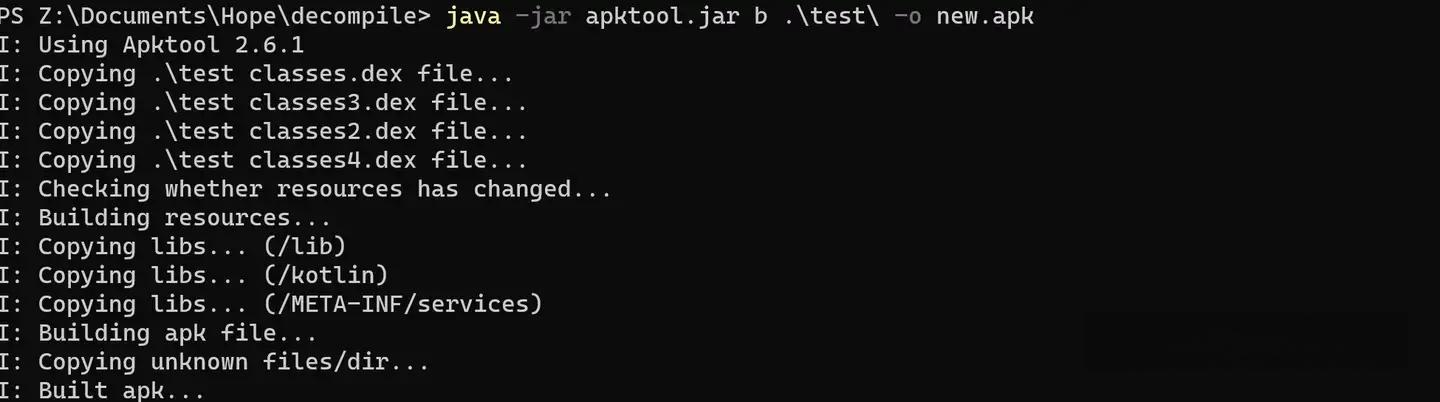 PS Z:\Documents\Hope\decompile> java -jar apktool.jar b .\test\ -o new.apk
I: Using Apktool 2.6.1
I: Copying .\test classes.dex file...
I: Copying .\test classes3.dex file...
I: Copying .\test classes2.dex file...
I: Copying .\test classes4.dex file...
I: Checking whether resources has changed...
I: Building resources...
I: Copying libs... (/lib)
I: Copying libs... (/kotlin)
I: Copying libs... (/META-INF/services)
I: Building apk file...
I: Copying unknown files/dir...
I: Built apk...